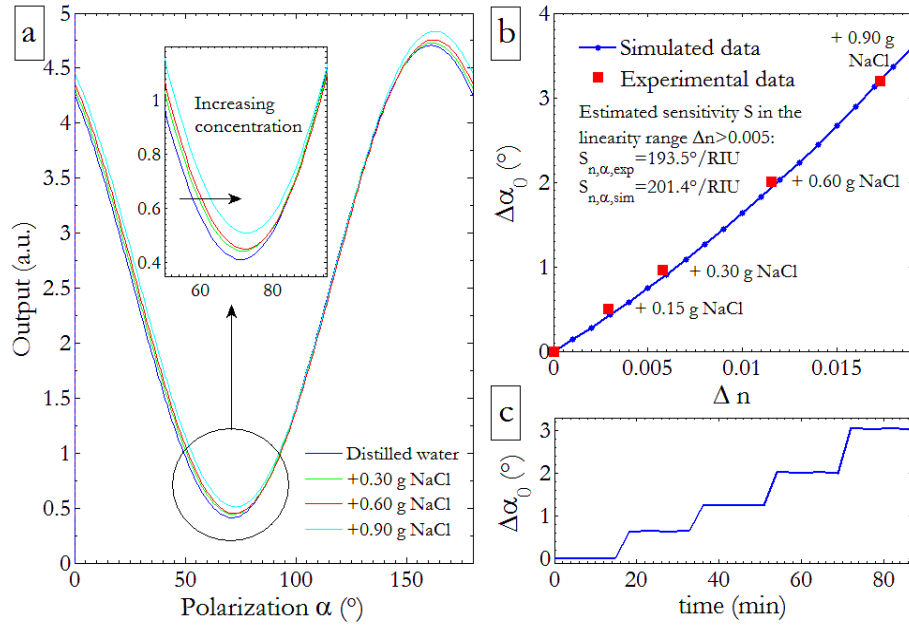 a
5
4.5
4
3.5
3
2.5
2
1.5
1
0.5
0
0
50
100
150
Output (a.u.)
Polarization α (°)
1
0.8
0.6
0.4
60
80
Increasing
concentration
Distilled water
+0.30 g NaCl
+0.60 g NaCl
+0.90 g NaCl
b
4
3
2
1
0
0
0.005
0.01
0.015
Δα₀ (°)
Δ n
Simulated data
Experimental data
Estimated sensitivity S in the
linearity range Δn>0.005:
S n,α,exp =193.5°/RIU
S n,α,sim =201.4°/RIU
+ 0.90 g
NaCl
+ 0.60 g NaCl
+ 0.30 g NaCl
+ 0.15 g NaCl
c
3
2
1
0
0
20
40
60
80
Δα₀ (°)
time (min)